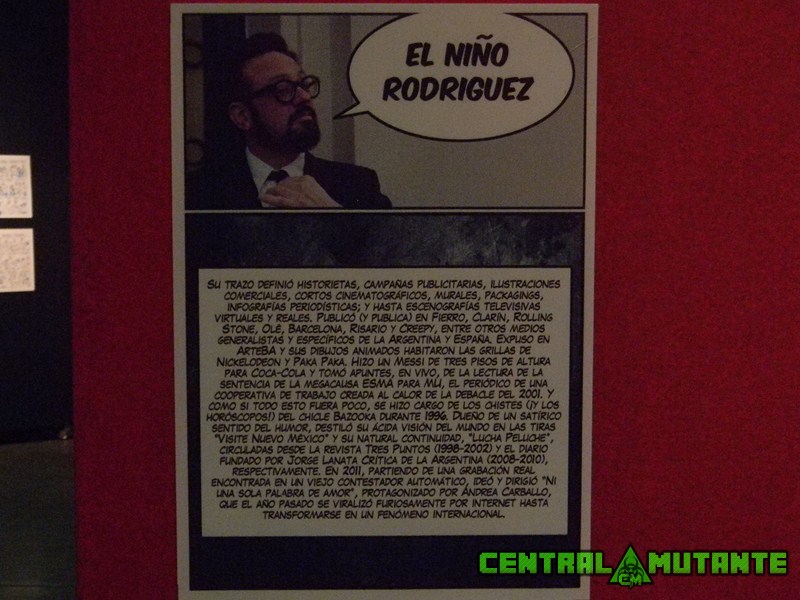 EL NIÑO
RODRIGUEZ
SU TRAZO DEFINIÓ HISTORIETAS, CAMPAÑAS PUBLICITARIAS, ILUSTRACIONES
COMERCIALES, CORTOS CINEMATOGRÁFICOS, MURALES, PACKAGINGS,
INFOGRAFÍAS PERIODÍSTICAS; Y HASTA ESCENOGRAFÍAS TELEVISIVAS
VIRTUALES Y REALES. PUBLICÓ (Y PUBLICA) EN FIERRO, CLARÍN, ROLLING
STONE, OLÉ, BARCELONA, RISARIO Y CREEPY, ENTRE OTROS MEDIOS
GENERALISTAS Y ESPECÍFICOS DE LA ARGENTINA Y ESPAÑA. EXPUSO EN
ARTEBA Y SUS DIBUJOS ANIMADOS HABITARON LAS GRILLAS DE
NICKELODEON Y PAKA PAKA. HIZO UN MESSI DE TRES PISOS DE ALTURA
PARA COCA-COLA Y TOMÓ APUNTES, EN VIVO, DE LA LECTURA DE LA
SENTENCIA DE LA MEGACAUSA ESMA PARA MU, EL PERIÓDICO DE UNA
COOPERATIVA DE TRABAJO CREADA AL CALOR DE LA DEBACLE DEL 2001. Y
COMO SI TODO ESTO FUERA POCO, SE HIZO CARGO DE LOS CHISTES (¡Y LOS
HORÓSCOPOS!) DEL CHICLE BAZOOKA DURANTE 1996. DUEÑO DE UN SATÍRICO
SENTIDO DEL HUMOR, DESTILÓ SU ÁCIDA VISIÓN DEL MUNDO EN LAS TIRAS
"VISITE NUEVO MÉXICO" Y SU NATURAL CONTINUIDAD, "LUCHA PELUCHE",
CIRCULADAS DESDE LA REVISTA TRES PUNTOS (1998-2002) Y EL DIARIO
FUNDADO POR JORGE LANATA CRÍTICA DE LA ARGENTINA (2008-2010),
RESPECTIVAMENTE. EN 2011, PARTIENDO DE UNA GRABACIÓN REAL
ENCONTRADA EN UN VIEJO CONTESTADOR AUTOMÁTICO, IDEÓ Y DIRIGIÓ "NI
UNA SOLA PALABRA DE AMOR", PROTAGONIZADO POR ANDREA CARBALLO,
QUE EL AÑO PASADO SE VIRALIZÓ FURIOSAMENTE POR INTERNET HASTA
TRANSFORMARSE EN UN FENÓMENO INTERNACIONAL.
CENTRAL CM MUTANTE